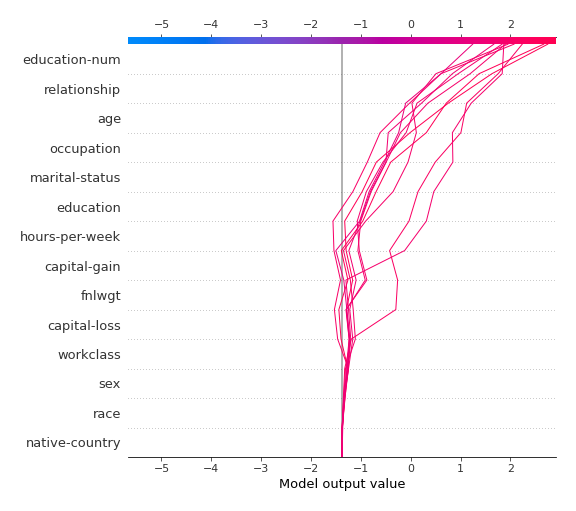 −5 −4 −3 −2 −1 0 1 2
education-num
relationship
age
occupation
marital-status
education
hours-per-week
capital-gain
fnlwgt
capital-loss
workclass
sex
race
native-country
−5 −4 −3 −2 −1 0 1 2
Model output value